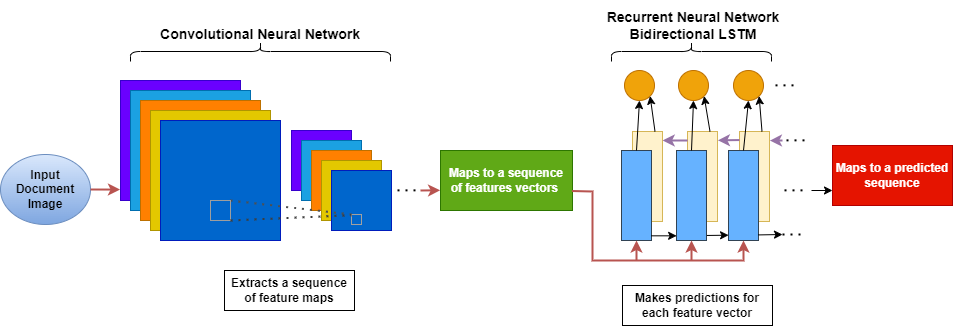 Convolutional Neural Network
Recurrent Neural Network
Bidirectional LSTM
Input
Document
Image
Maps to a sequence
of features vectors
Maps to a predicted
sequence
Extracts a sequence
of feature maps
Makes predictions for
each feature vector